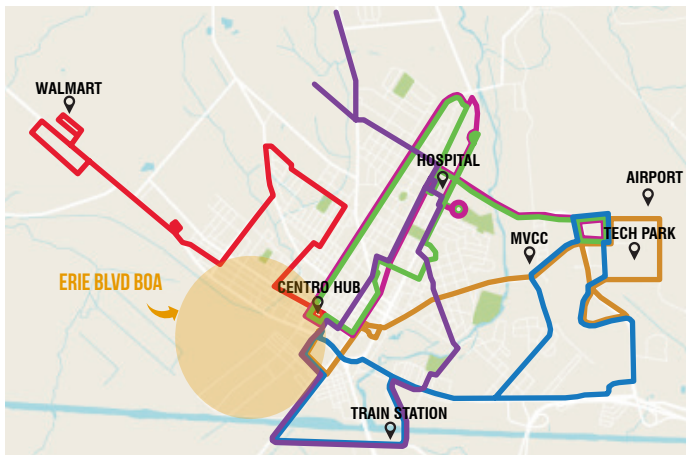 WALMART
HOSPITAL
AIRPORT
MVCC
TECH PARK
ERIE BLVD BOA
CENTRO HUB
TRAIN STATION